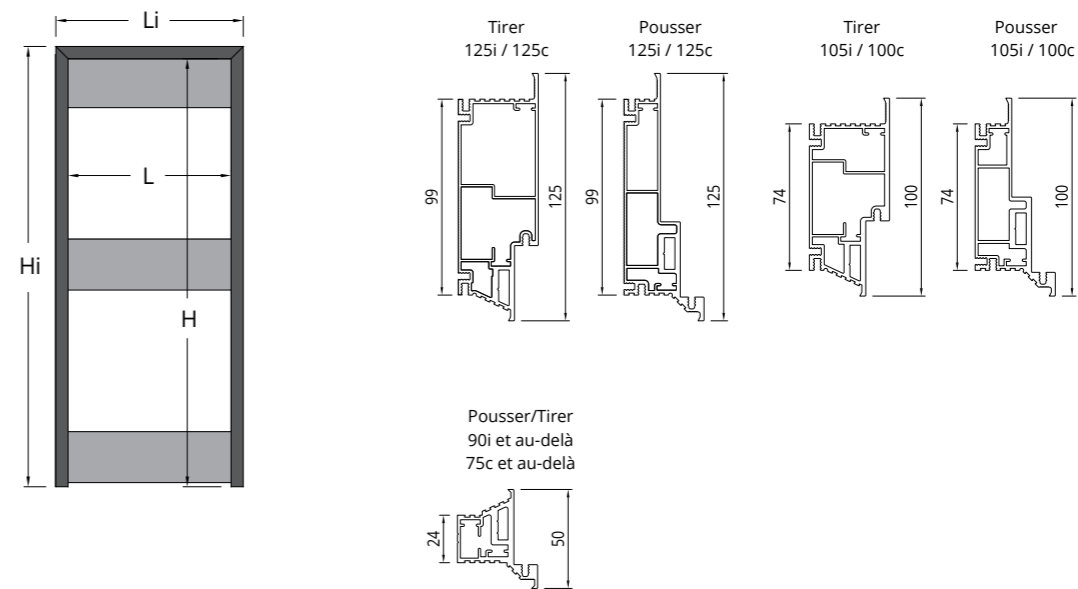 Li
L
Hi
H
Tirer
125i / 125c
99
125
Pousser
125i / 125c
99
125
Tirer
105i / 100c
74
100
Pousser
105i / 100c
74
100
Pousser/Tirer
90i et au-delà
75c et au-delà
24
50